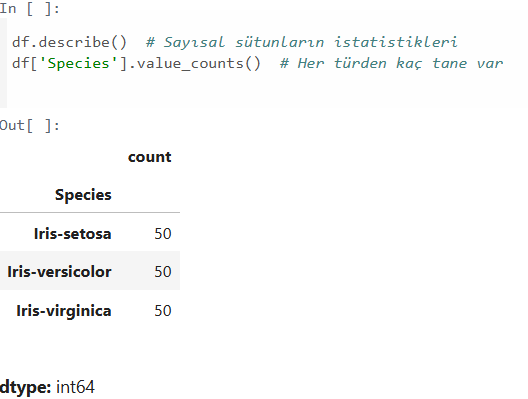 In [ ]:
df.describe()  # Sayısal sütunların istatistikleri
df['Species'].value_counts()  # Her türden kaç tane var
Out[ ]:
count
Species
Iris-setosa 50
Iris-versicolor 50
Iris-virginica 50
dtype: int64